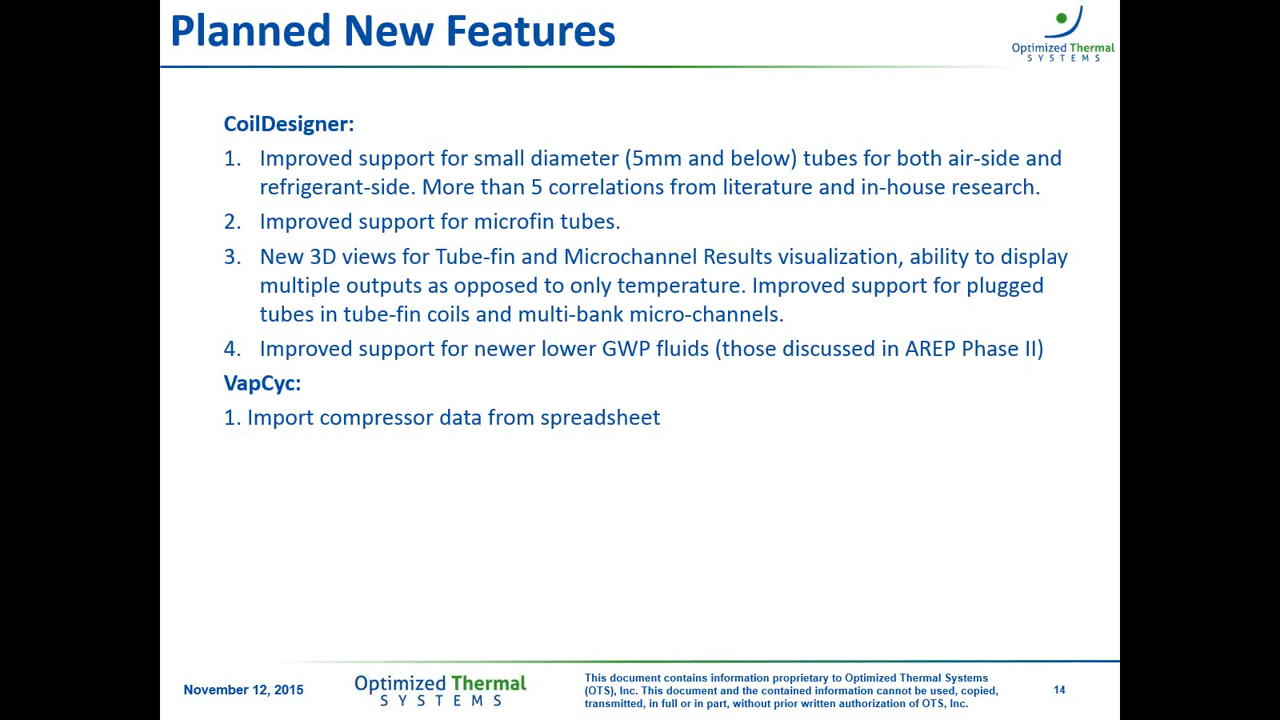 Planned New Features
Optimized Thermal
SYSTEMS
CoilDesigner:
1. Improved support for small diameter (5mm and below) tubes for both air-side and
refrigerant-side. More than 5 correlations from literature and in-house research.
2. Improved support for microfin tubes.
3. New 3D views for Tube-fin and Microchannel Results visualization, ability to display
multiple outputs as opposed to only temperature. Improved support for plugged
tubes in tube-fin coils and multi-bank micro-channels.
4. Improved support for newer lower GWP fluids (those discussed in AREP Phase II)
VapCyc:
1. Import compressor data from spreadsheet
November 12, 2015
Optimized Thermal
SYSTEMS
This document contains information proprietary to Optimized Thermal Systems
(OTS), Inc. This document and the contained information cannot be used, copied,
transmitted, in full or in part, without prior written authorization of OTS, Inc.
14